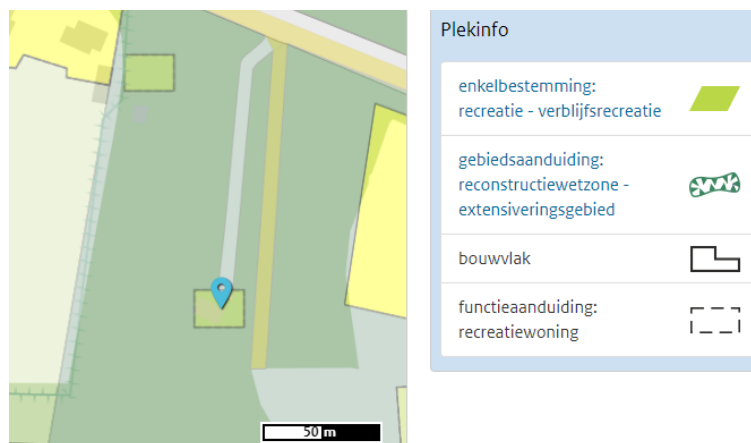 Plekinfo
enkelbestemming:
recreatie - verblijfsrecreatie
gebiedsaanduiding:
reconstructiewetzone -
extensiveringsgebied
bouwvlak
functieaanduiding:
recreatiewoning
50 m